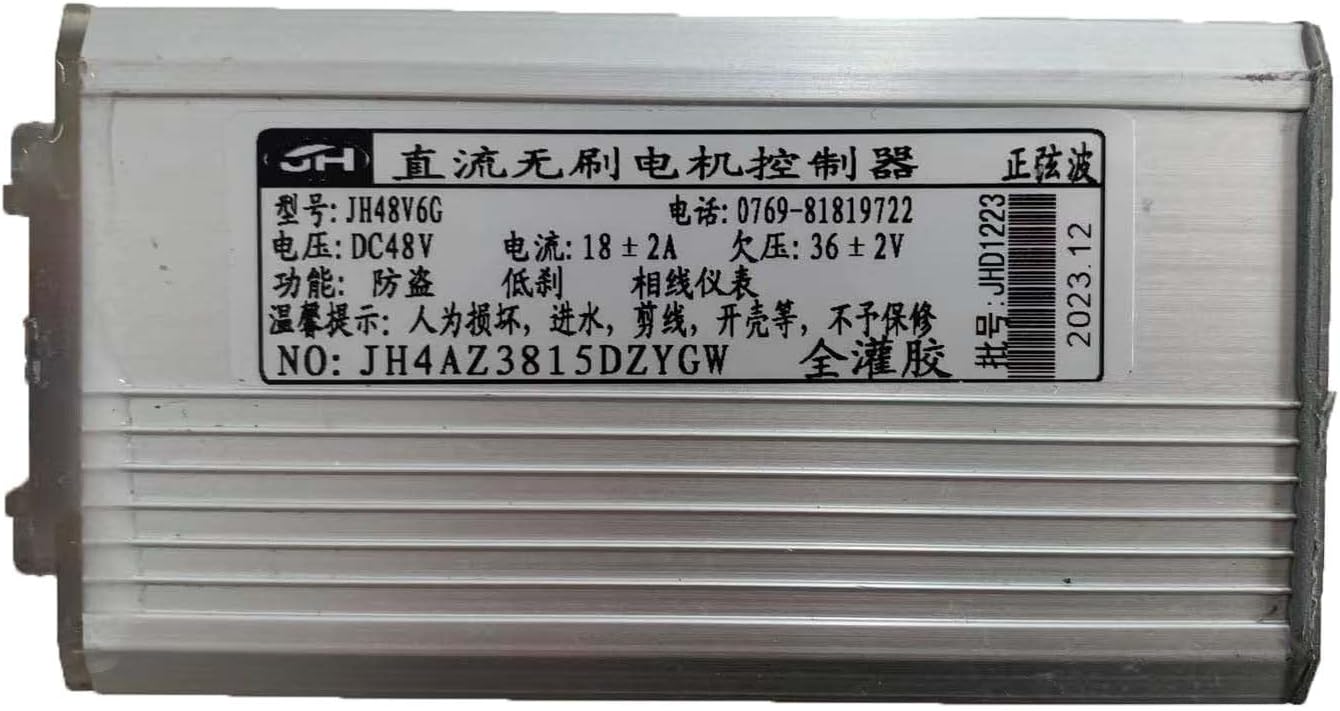 JH 直流无刷电机控制器 正弦波
型号: JH48V6G 电话: 0769-81819722
电压: DC48V 电流: 18±2A 欠压: 36±2V
功能: 防盗 低刹 相线仪表
温馨提示: 人为损坏, 进水, 剪线, 开壳等, 不予保修
NO: JH4AZ3815DZYGW 全灌胶
批号: JHD1223
2023.12